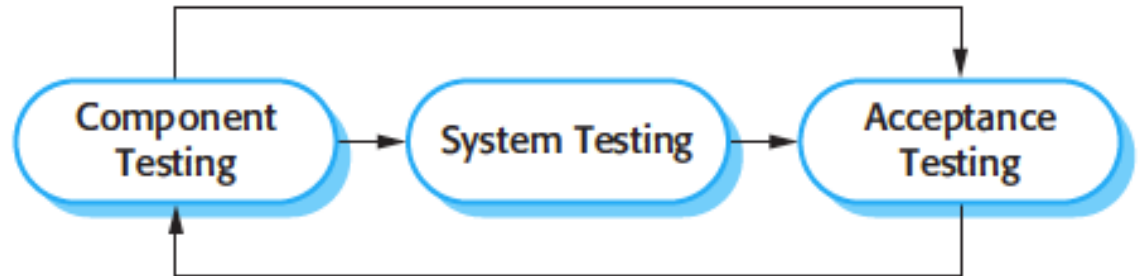 Component
Testing
System Testing
Acceptance
Testing